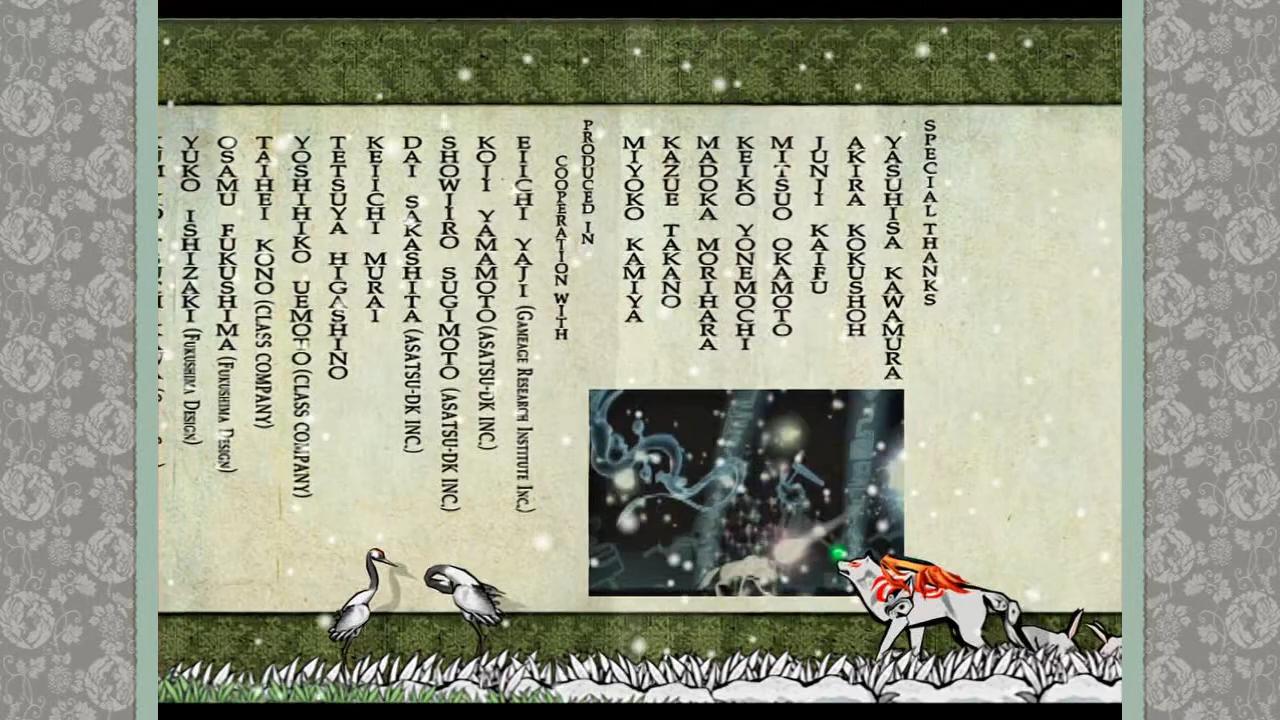 SPECIAL THANKS
YASUHISA KAWAMURA
AKIRA KOKUSHOH
JUNJI KAIFU
MITSUO OKAMOTO
KEIKO YONEMOCHI
MADOKA MORIHARA
KAZUE TAKANO
MIYOKO KAMIYA
PRODUCED IN
COOPERATION WITH
EIICHI YAJI (GAMEAGE RESEARCH INSTITUTE INC.)
KOJI YAMAMOTO (ASATSU-DK INC.)
SHOWJIRO SUGIMOTO (ASATSU-DK INC.)
DAI SAKASHITA (ASATSU-DK INC.)
KEIICHI MURAI
TETSUYA HIGASHINO
YOSHIHIKO UEMOTO (CLASS COMPANY)
TAIHEI KONO (CLASS COMPANY)
OSAMU FUKUSHIMA (FUKUSHIMA DESIGN)
YUKO ISHIZAKI (FUKUSHIMA DESIGN)